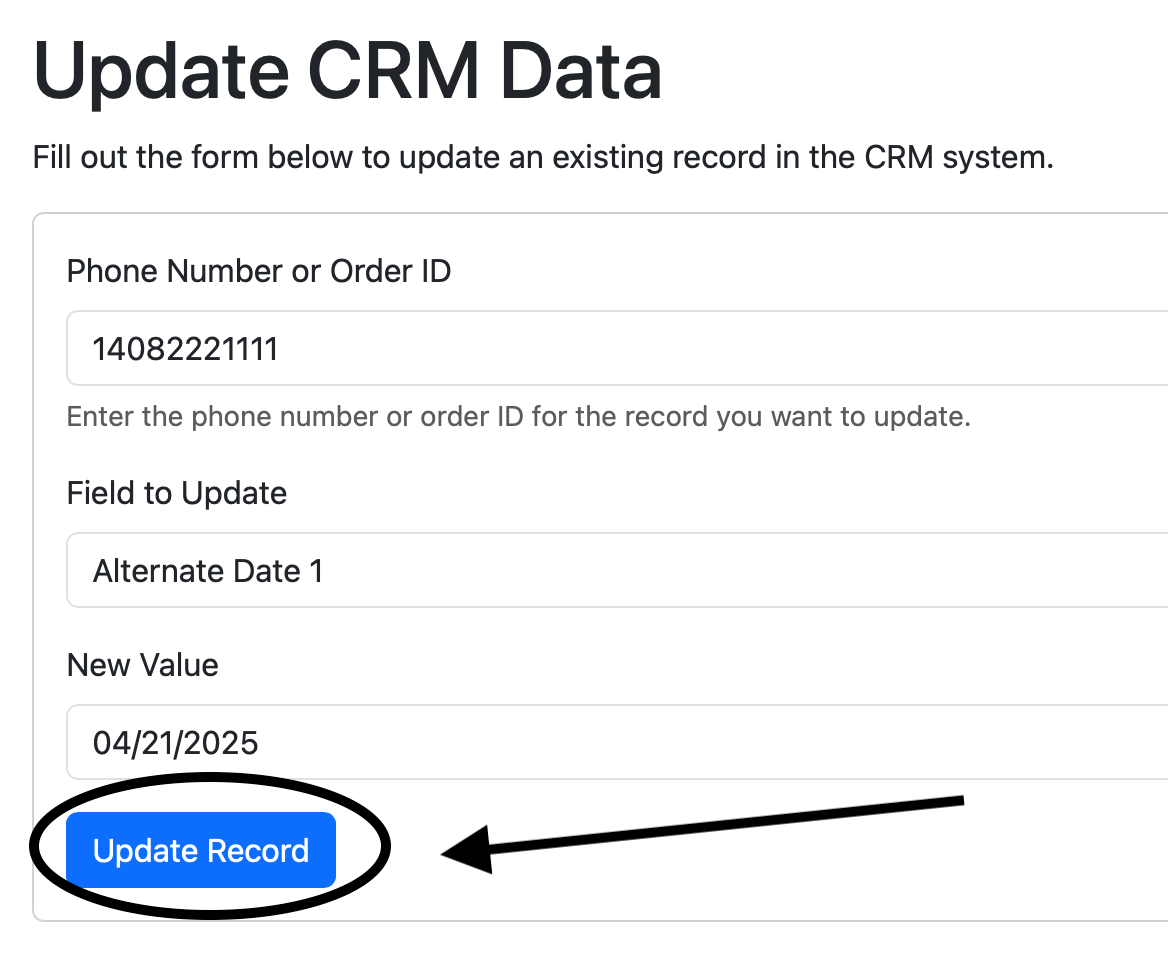 Update CRM Data
Fill out the form below to update an existing record in the CRM system.
Phone Number or Order ID
14082221111
Enter the phone number or order ID for the record you want to update.
Field to Update
Alternate Date 1
New Value
04/21/2025
Update Record